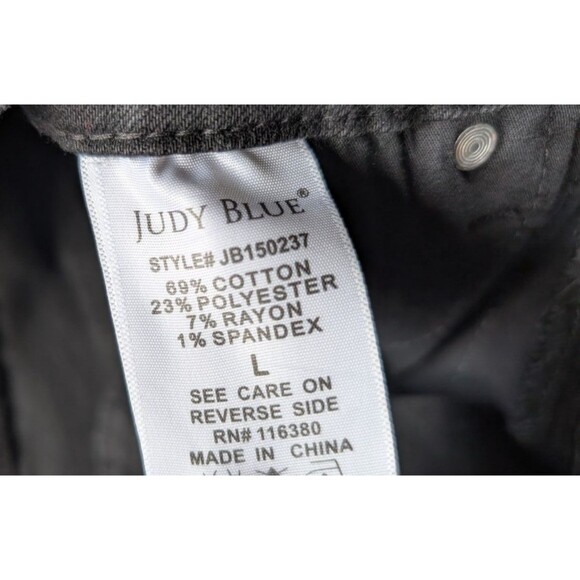 JUDY BLUE®
STYLE# JB150237
69% COTTON
23% POLYESTER
7% RAYON
1% SPANDEX
L
SEE CARE ON
REVERSE SIDE
RN# 116380
MADE IN CHINA